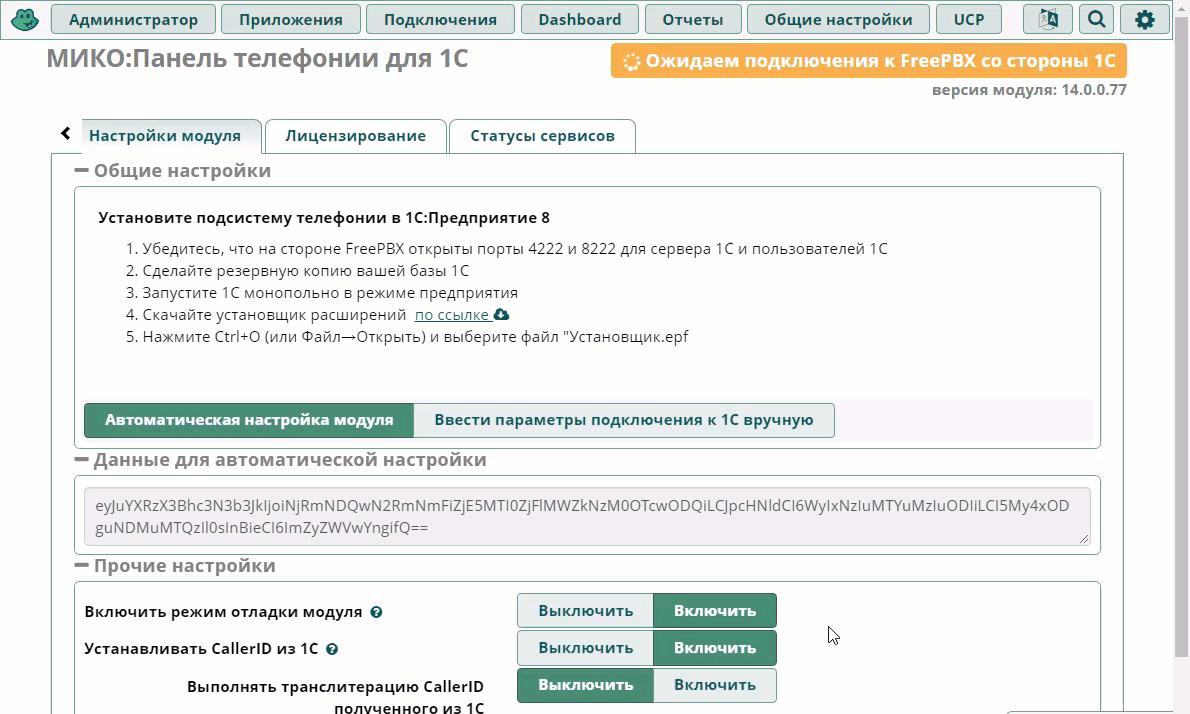 Администратор Приложения Подключения Dashboard Отчеты Общие настройки UCP
МИКО:Панель телефонии для 1С
Ожидаем подключения к FreePBX со стороны 1С
версия модуля: 14.0.0.77
Настройки модуля Лицензирование Статусы сервисов
Общие настройки
Установите подсистему телефонии в 1С:Предприятие 8
1. Убедитесь, что на стороне FreePBX открыты порты 4222 и 8222 для сервера 1С и пользователей 1С
2. Сделайте резервную копию вашей базы 1С
3. Запустите 1С монопольно в режиме предприятия
4. Скачайте установщик расширений по ссылке
5. Нажмите Ctrl+O (или Файл→Открыть) и выберите файл "Установщик.epf
Автоматическая настройка модуля Ввести параметры подключения к 1С вручную
Данные для автоматической настройки
eyJuYXRzX3Bhc3N3b3JkIjoiNjRmNDQwN2RmNmFiZjE5MTI0ZjFlMWZkNzM0OTcwODQiLCJpcHNldCI6WyIxNzIuMTYuMzIuODIiLCI5My4xOD
guNDMuMTQzIl0sInBieCI6ImZyZWVwYngifQ==
Прочие настройки
Включить режим отладки модуля Выключить Включить
Устанавливать CallerID из 1С Выключить Включить
Выполнять транслитерацию CallerID Выключить Включить
полученного из 1С